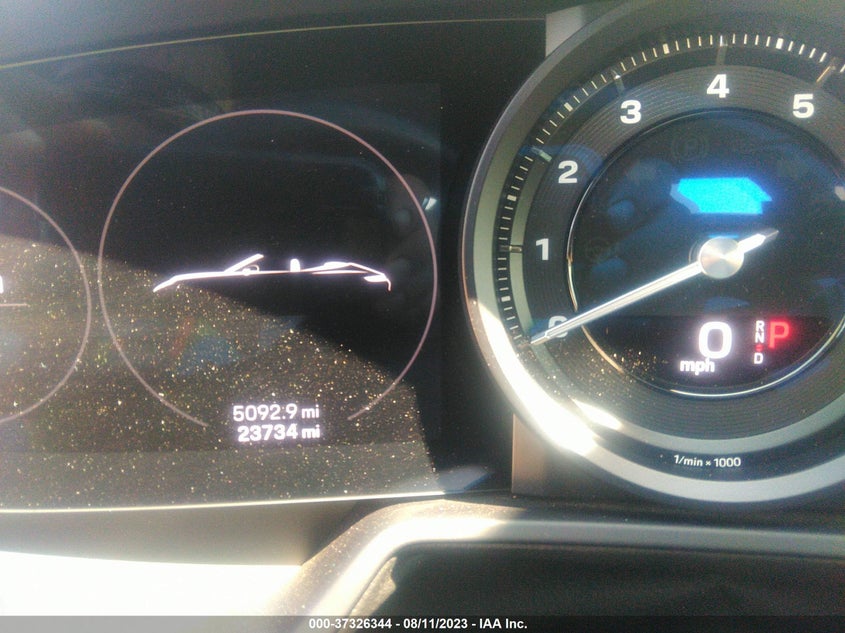 1 2 3 4 5
5092.9 mi
23734 mi
0
mph
R
N
D
P
1/min × 1000
000-37326344 - 08/11/2023 - IAA Inc.